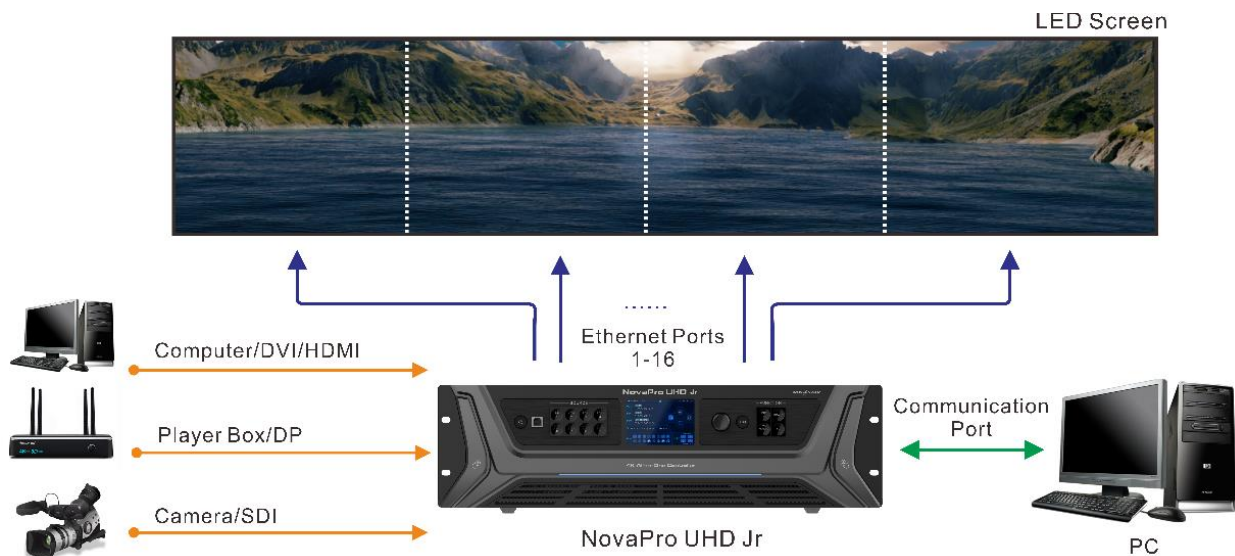 LED Screen
Ethernet Ports
1-16
Computer/DVI/HDMI
Player Box/DP
Camera/SDI
NovaPro UHD Jr
Communication
Port
NovaPro UHD Jr
PC